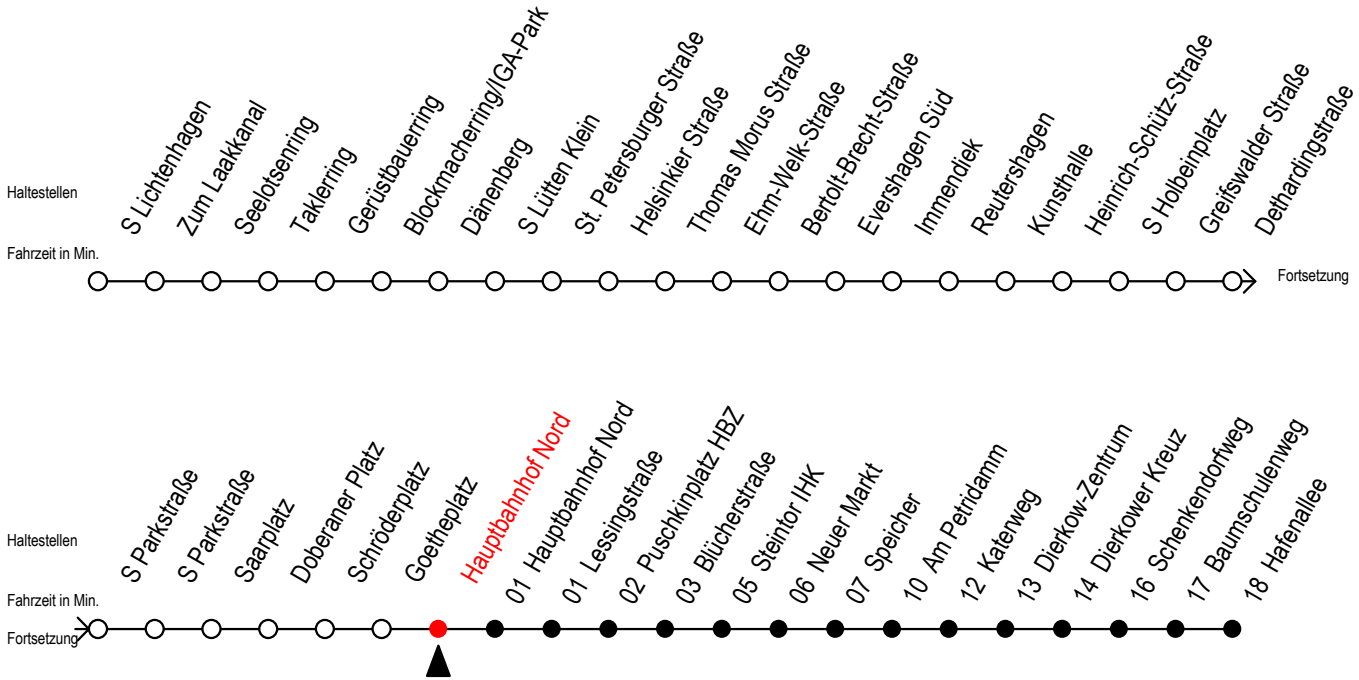 S Lichtenhagen
Zum Laakkanal
Seelotsenring
Taklerring
Gerüstbauerring
Blockmacherring/IGA-Park
Dänenberg
S Lütten Klein
St. Petersburger Straße
Helsinkier Straße
Thomas Morus Straße
Ehm-Welk-Straße
Bertolt-Brecht-Straße
Evershagen Süd
Immendiek
Reutershagen
Kunsthalle
Heinrich-Schütz-Straße
S Holbeinplatz
Greifswalder Straße
Dethardingstraße
Haltestellen
Fahrzeit in Min.
Fortsetzung
S Parkstraße
S Parkstraße
Saarplatz
Doberaner Platz
Schröderplatz
Goetheplatz
Hauptbahnhof Nord
01 Hauptbahnhof Nord
01 Lessingstraße
02 Puschkinplatz HBZ
03 Blücherstraße
05 Steintor IHK
06 Neuer Markt
07 Speicher
10 Am Petridamm
12 Katenweg
13 Dierkow-Zentrum
14 Dierkower Kreuz
16 Schenkendorfweg
17 Baumschulenweg
18 Hafenallee
Haltestellen
Fahrzeit in Min.
Fortsetzung